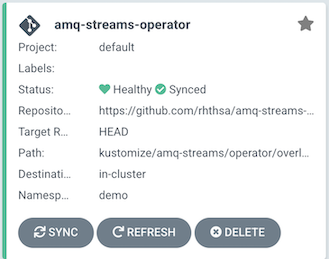 amq-streams-operator
Project: default
Labels:
Status: Healthy Synced
Reposito... https://github.com/rhthsa/amq-streams-...
Target R... HEAD
Path: kustomize/amq-streams/operator/overl...
Destinati... in-cluster
Namesp... demo
SYNC REFRESH DELETE